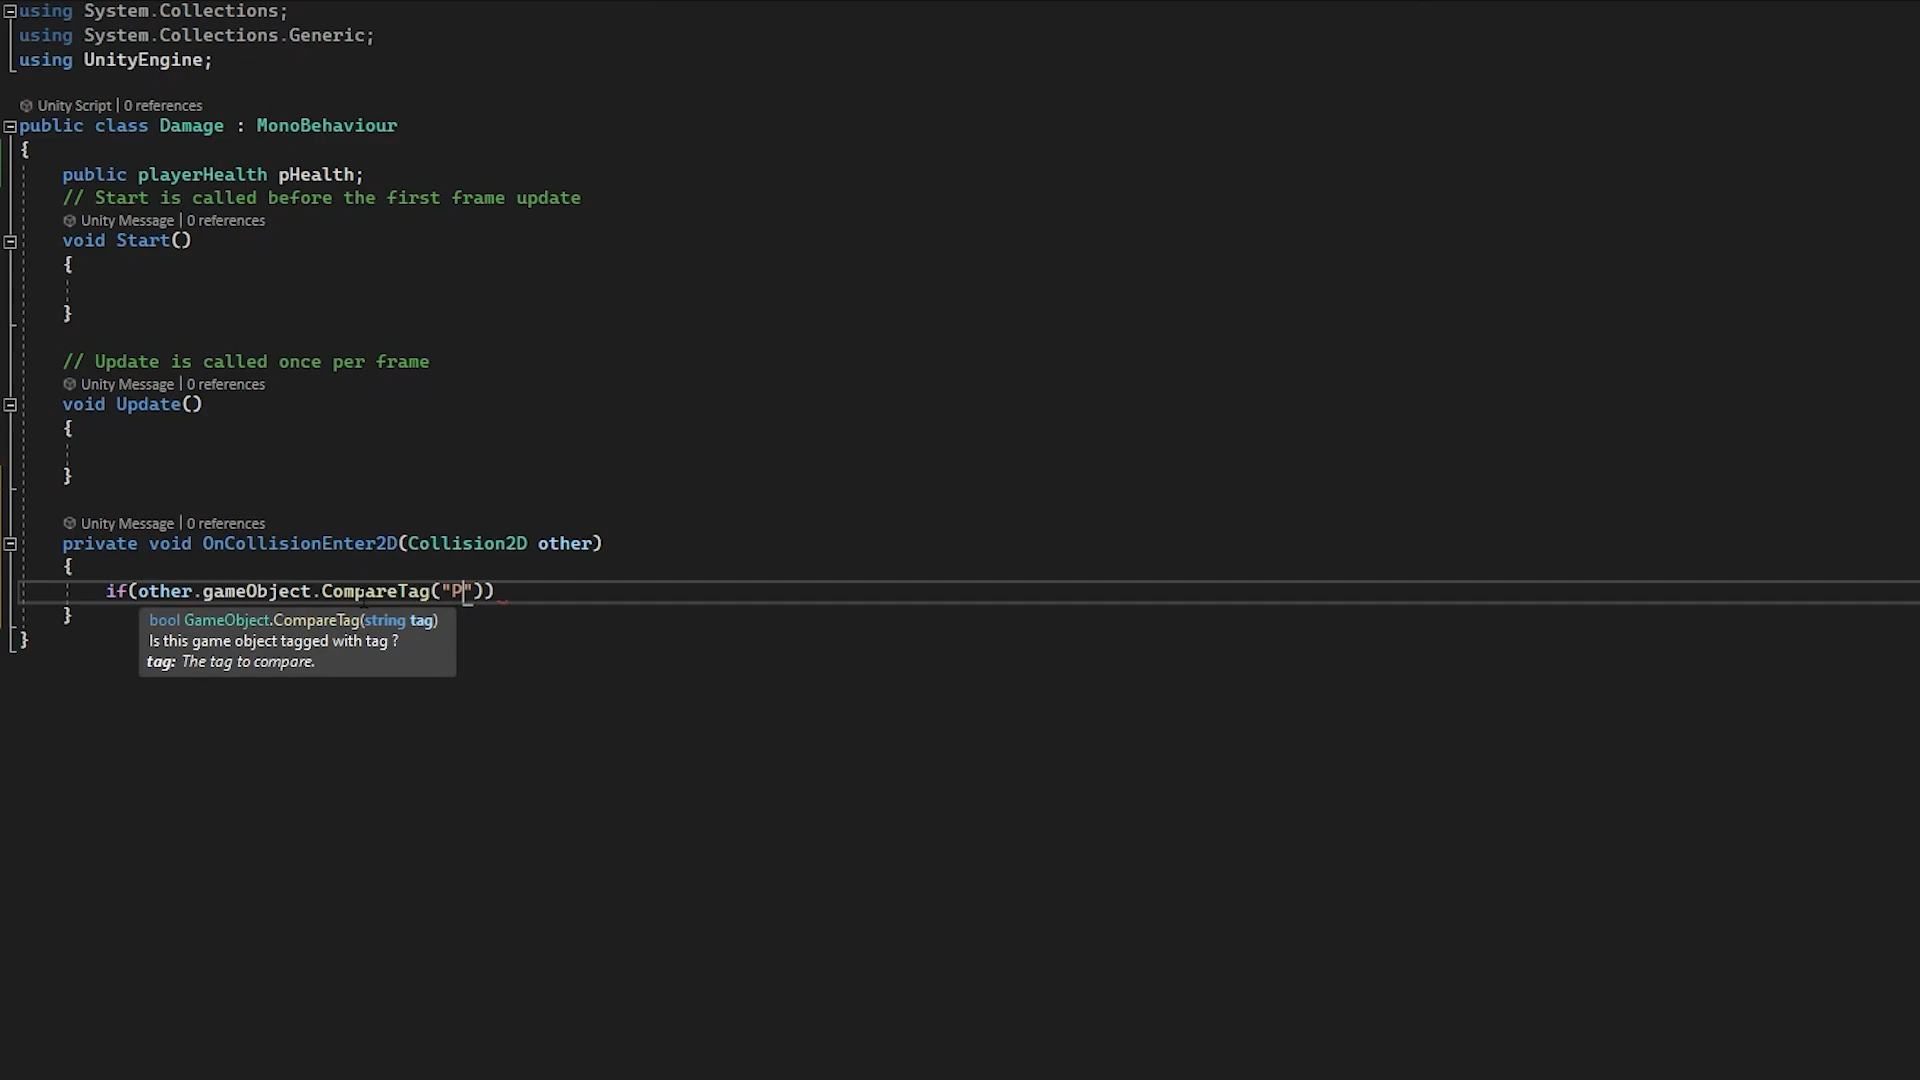 using System.Collections;
using System.Collections.Generic;
using UnityEngine;
Unity Script | 0 references
public class Damage : MonoBehaviour
{
public playerHealth pHealth;
// Start is called before the first frame update
Unity Message | 0 references
void Start()
{
}
// Update is called once per frame
Unity Message | 0 references
void Update()
{
}
Unity Message | 0 references
private void OnCollisionEnter2D(Collision2D other)
{
if(other.gameObject.CompareTag("P"))
}
bool GameObject.CompareTag(string tag)
}
Is this game object tagged with tag ?
tag: The tag to compare.